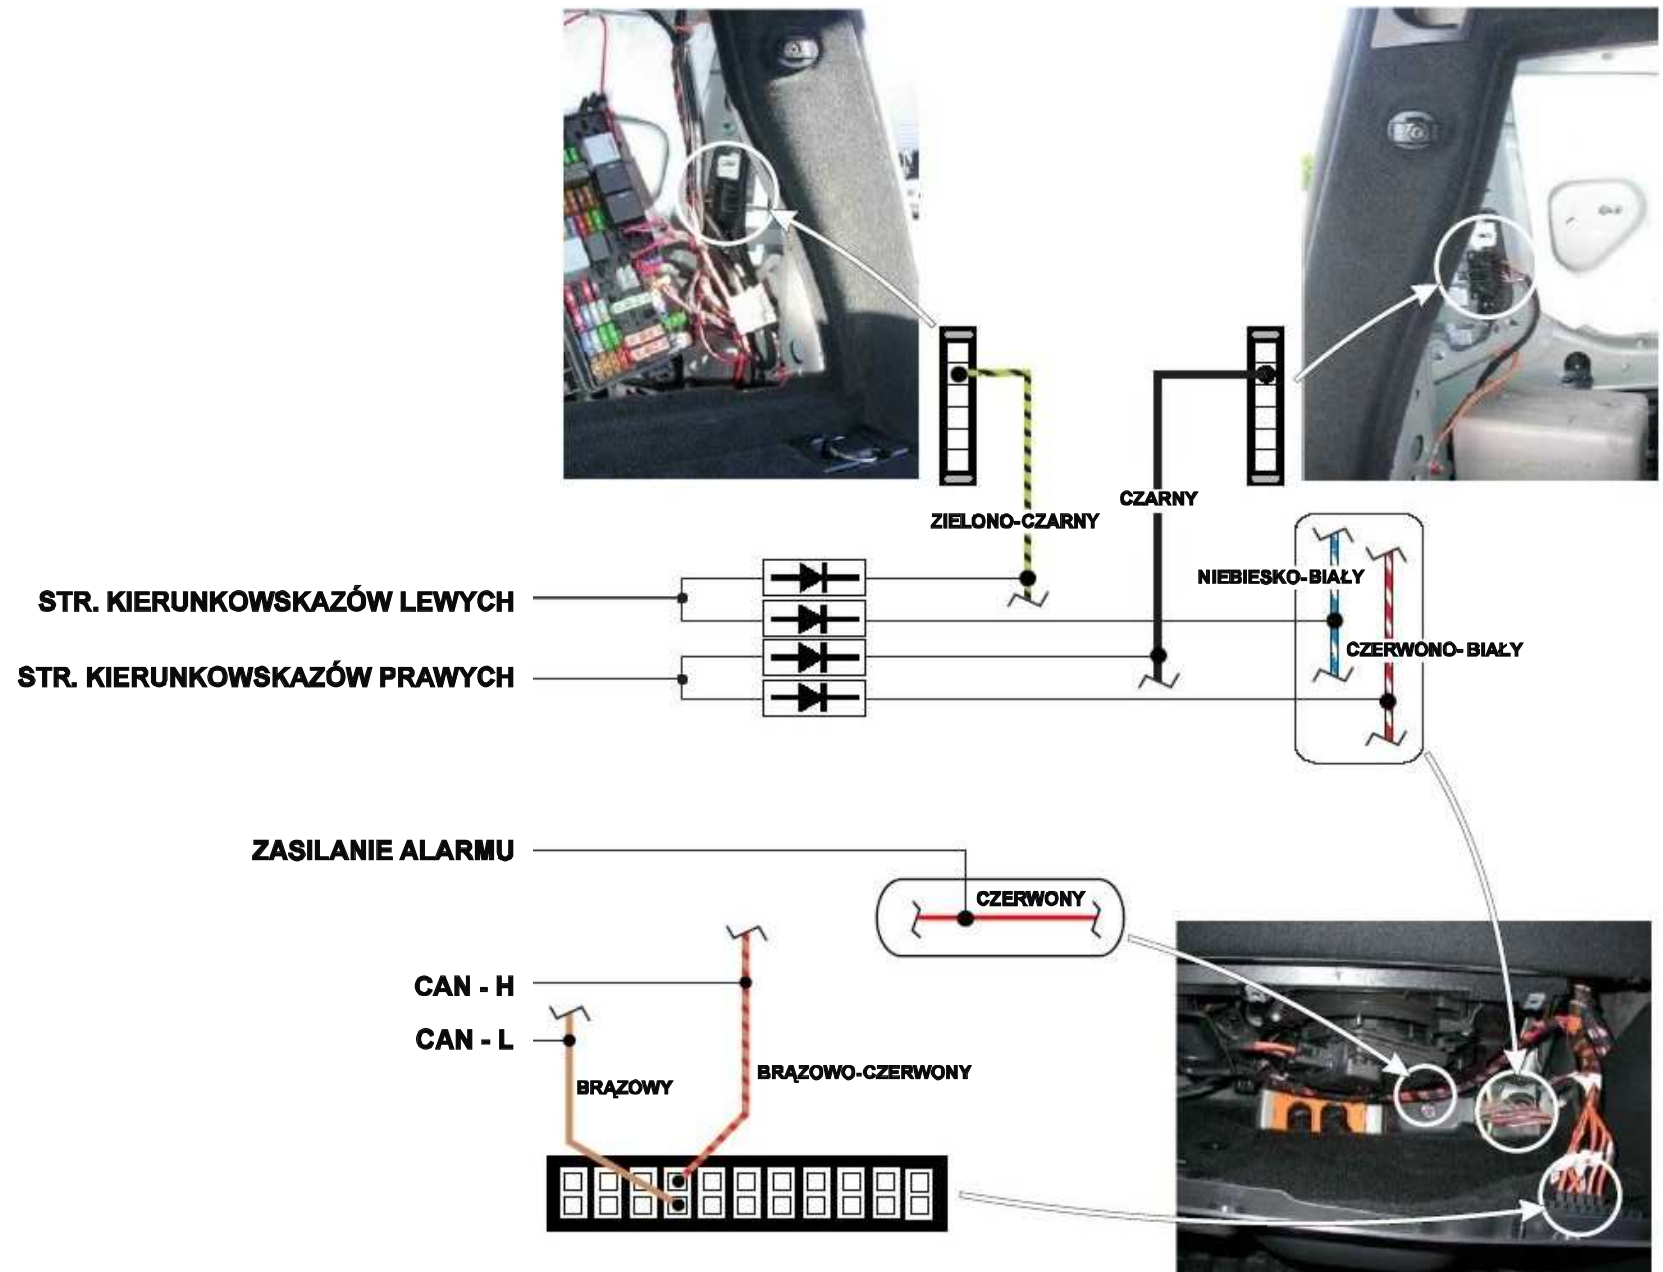 CZARNY
ZIELONO-CZARNY
NIEBIESKO-BIAŁY
STR. KIERUNKOWSKAZÓW LEWYCH
CZERWONO-BIAŁY
STR. KIERUNKOWSKAZÓW PRAWYCH
ZASILANIE ALARMU
CZERWONY
CAN - H
CAN - L
BRĄZOWO-CZERWONY
BRĄZOWY